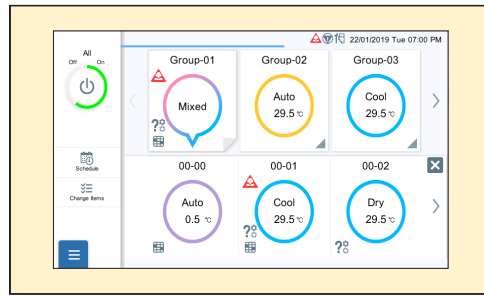 22/01/2019 Tue 07:00 PM
All
Off On
Schedule
Change Items
Group-01
Mixed
Group-02
Auto
29.5 ℃
Group-03
Cool
29.5 ℃
00-00
Auto
0.5 ℃
00-01
Cool
29.5 ℃
00-02
Dry
29.5 ℃